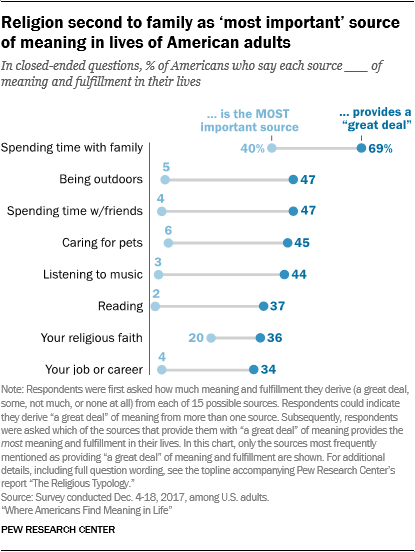 Religion second to family as ‘most important’ source
of meaning in lives of American adults
In closed-ended questions, % of Americans who say each source ___ of
meaning and fulfillment in their lives
... is the MOST
important source
... provides a
“great deal”
Spending time with family 40% 69%
Being outdoors 5 47
Spending time w/friends 4 47
Caring for pets 6 45
Listening to music 3 44
Reading 2 37
Your religious faith 20 36
Your job or career 4 34
Note: Respondents were first asked how much meaning and fulfillment they derive (a great deal,
some, not much, or none at all) from each of 15 possible sources. Respondents could indicate
they derive “a great deal” of meaning from more than one source. Subsequently, respondents
were asked which of the sources that provide them with “a great deal” of meaning provides the
most meaning and fulfillment in their lives. In this chart, only the sources most frequently
mentioned as providing “a great deal” of meaning and fulfillment are shown. For additional
details, including full question wording, see the topline accompanying Pew Research Center’s
report “The Religious Typology.”
Source: Survey conducted Dec. 4-18, 2017, among U.S. adults.
“Where Americans Find Meaning in Life”
PEW RESEARCH CENTER